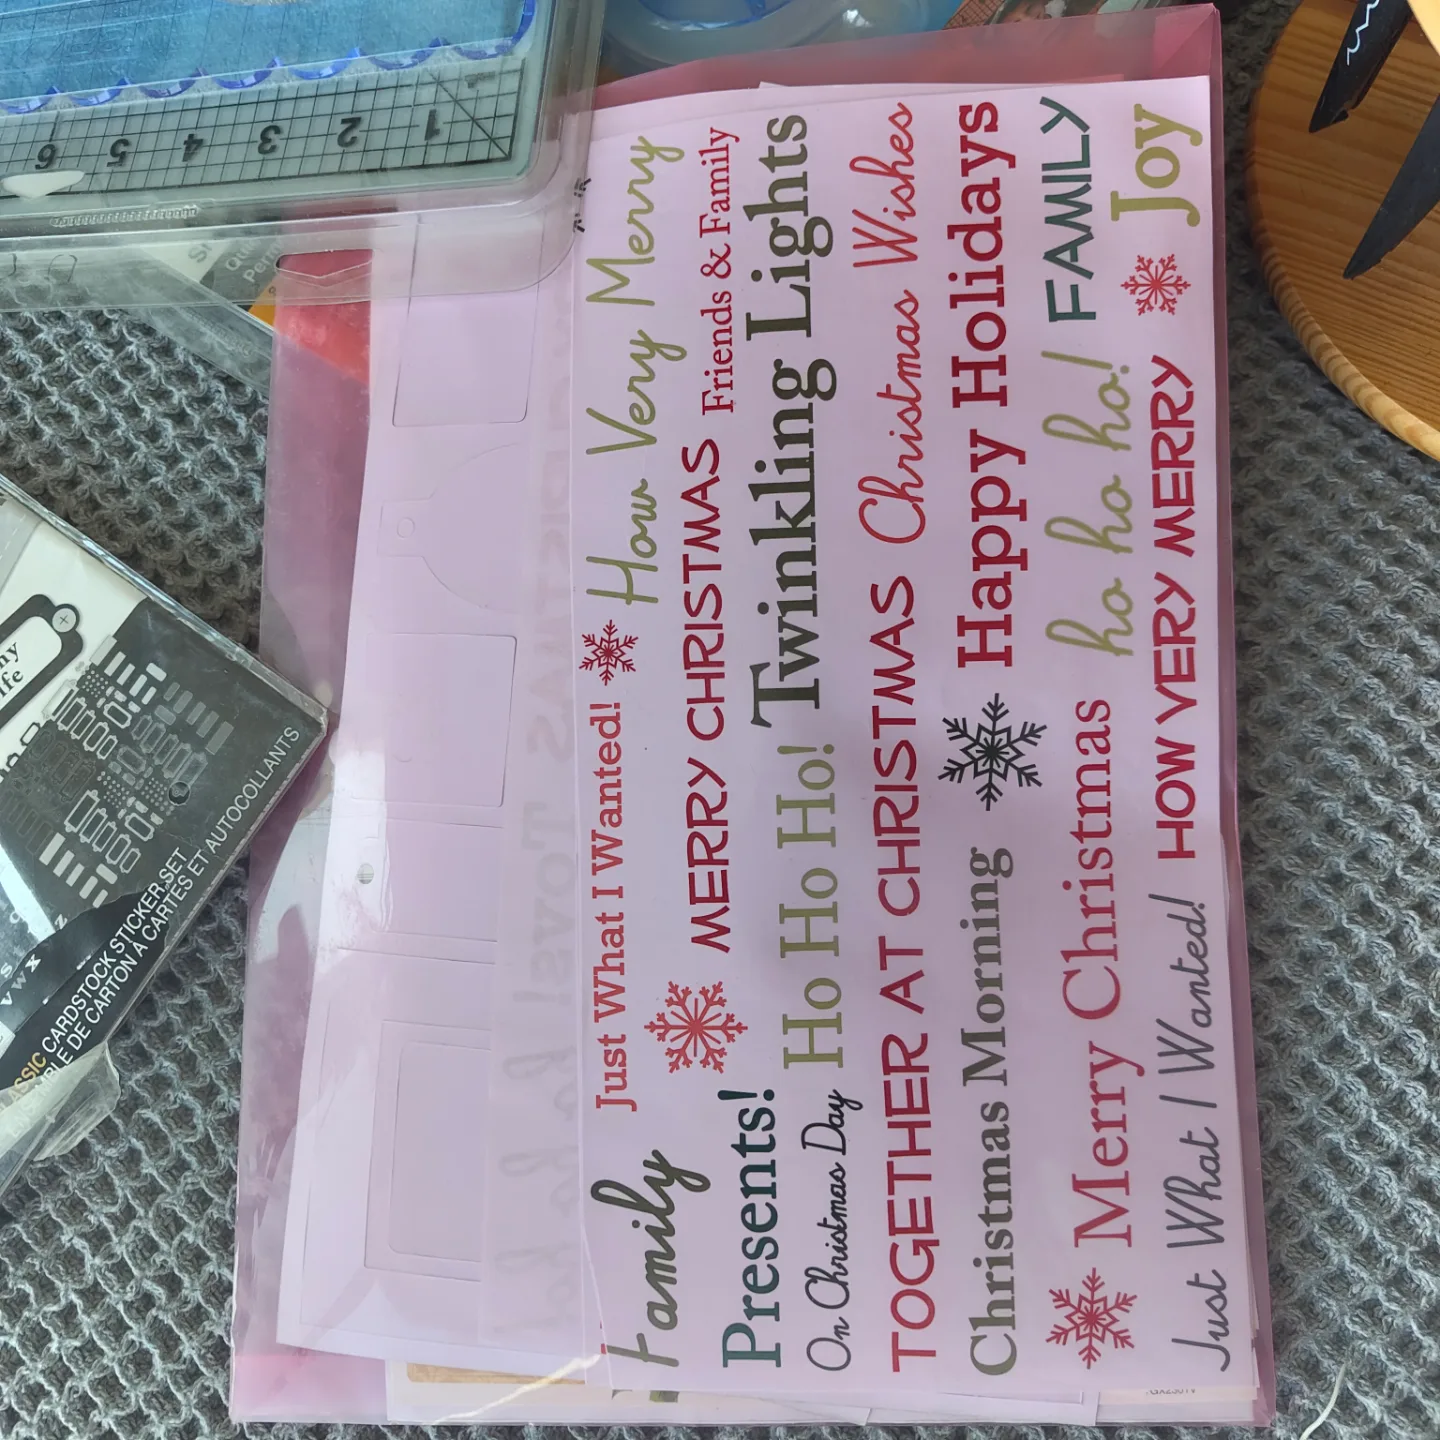 Family Just What I Wanted! How Very Merry
MERRY CHRISTMAS Friends & Family
Presents! Ho Ho Ho! Twinkling Lights
On Christmas Day
TOGETHER AT CHRISTMAS Christmas Wishes
Christmas Morning Happy Holidays
Merry Christmas ho ho ho! FAMILY
Just What I Wanted! HOW VERY MERRY Joy
1 2 3 4 5 6
CARDSTOCK STICKER SET
DE CARTON À CARTES ET AUTOCOLLANTS